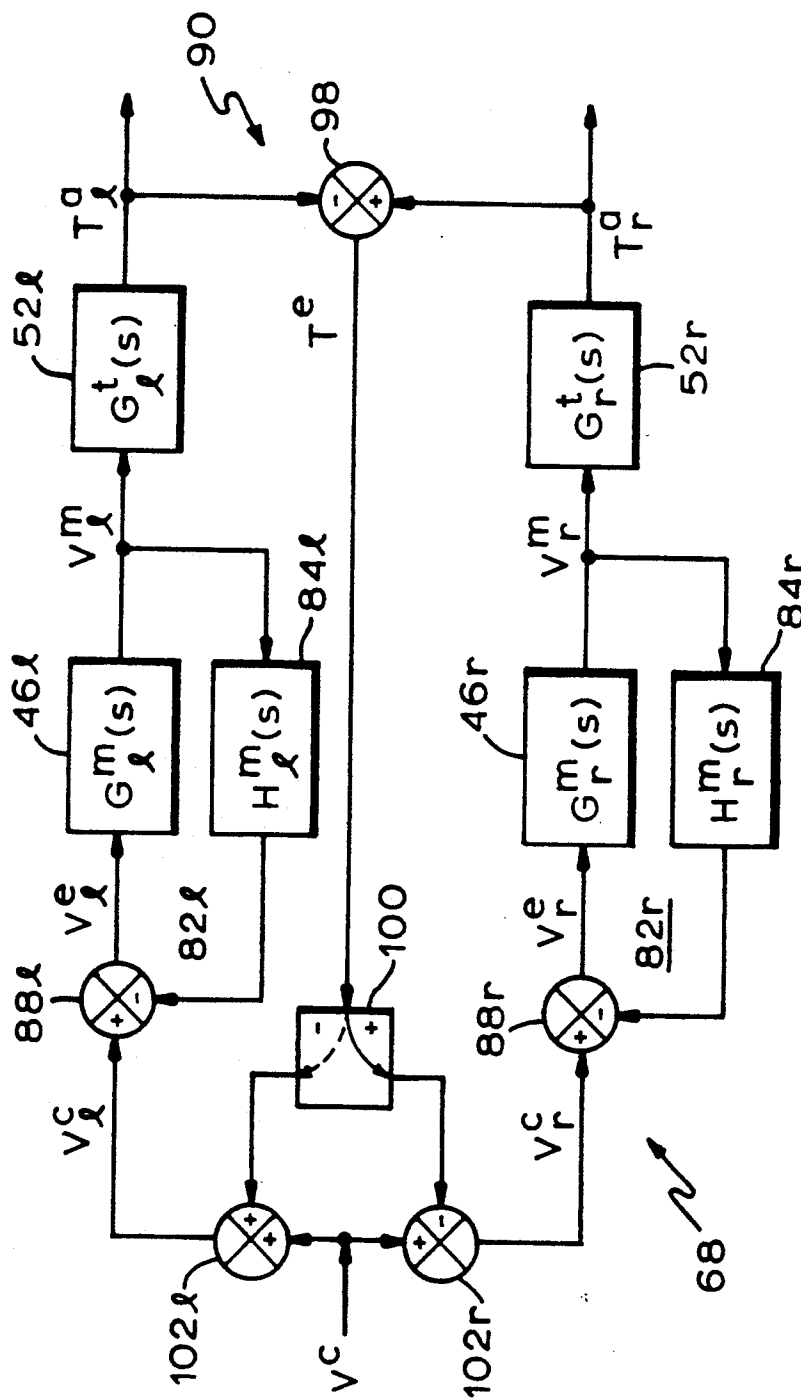 90
T^a_ℓ
98
-
+
52ℓ
G^t_ℓ(s)
T^e
T^a_r
G^t_r(s)
52r
V^m_ℓ
84ℓ
V^m_r
84r
46ℓ
G^m_ℓ(s)
H^m_ℓ(s)
46r
G^m_r(s)
H^m_r(s)
V^e_ℓ
82ℓ
100
V^e_r
82r
88ℓ
+
-
-
+
88r
+
-
V^c_ℓ
V^c_r
102ℓ
+
+
+
-
102r
V^c
68